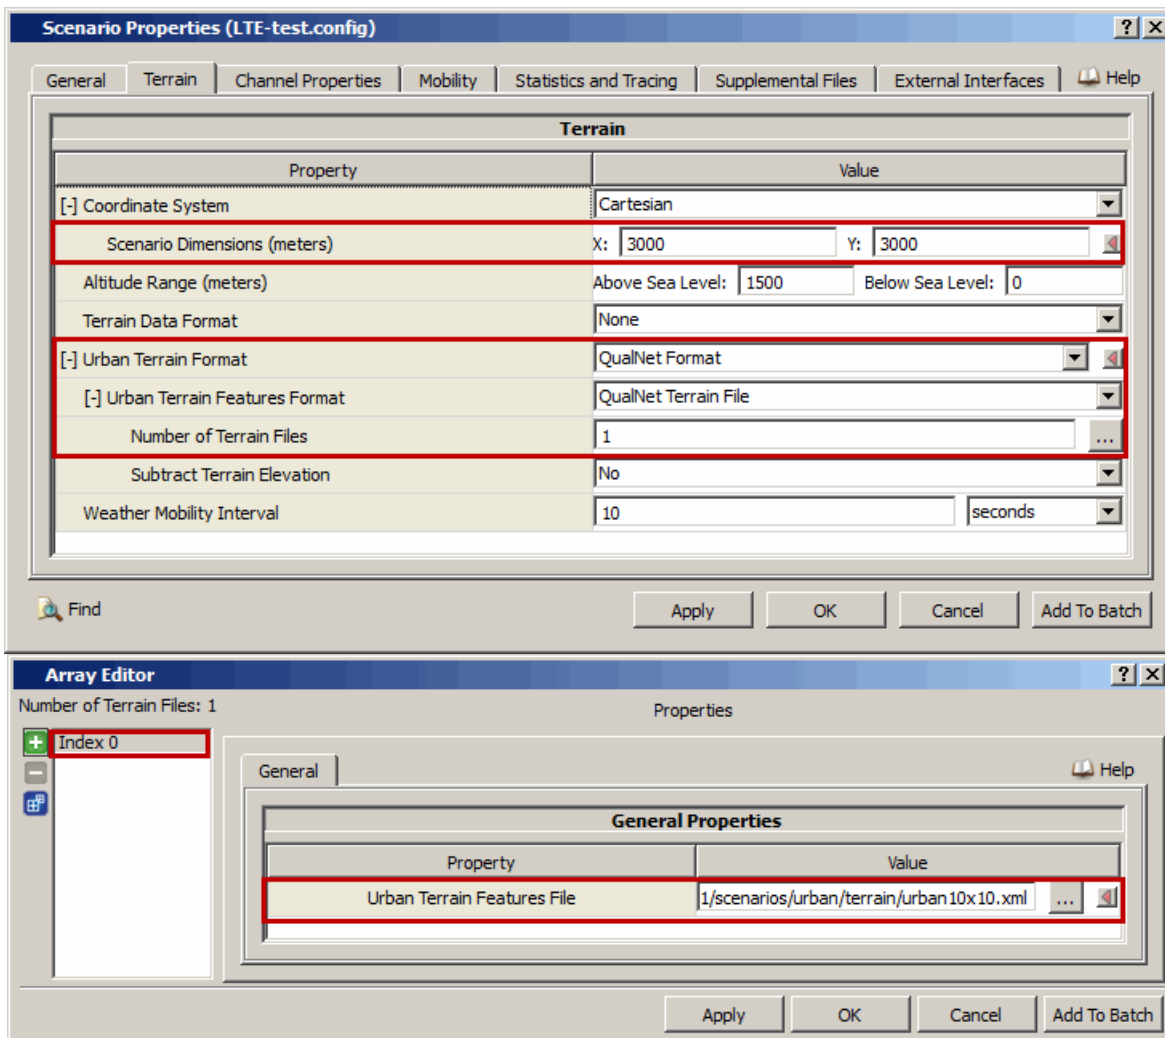 Scenario Properties (LTE-test.config)
General Terrain Channel Properties Mobility Statistics and Tracing Supplemental Files External Interfaces Help
Terrain
Property Value
[-] Coordinate System Cartesian
Scenario Dimensions (meters) X: 3000 Y: 3000
Altitude Range (meters) Above Sea Level: 1500 Below Sea Level: 0
Terrain Data Format None
[-] Urban Terrain Format QualNet Format
[-] Urban Terrain Features Format QualNet Terrain File
Number of Terrain Files 1 ...
Subtract Terrain Elevation No
Weather Mobility Interval 10 seconds
Find Apply OK Cancel Add To Batch
Array Editor
Number of Terrain Files: 1 Properties
Index 0
General Help
General Properties
Property Value
Urban Terrain Features File 1/scenarios/urban/terrain/urban10x10.xml ...
Apply OK Cancel Add To Batch